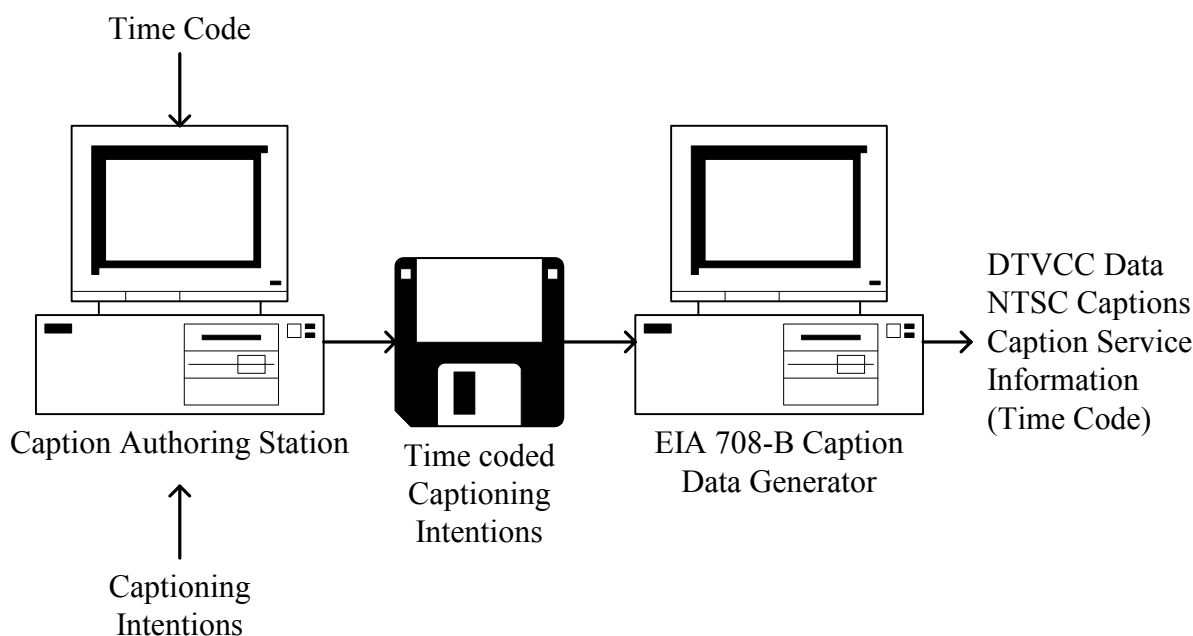 Time Code
Caption Authoring Station
Captioning
Intentions
Time coded
Captioning
Intentions
EIA 708-B Caption
Data Generator
DTVCC Data
NTSC Captions
Caption Service
Information
(Time Code)